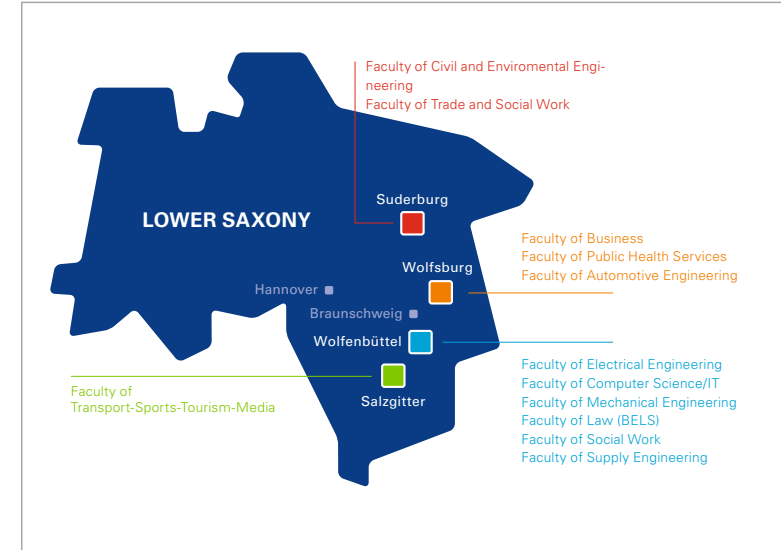 Faculty of Civil and Enviromental Engi-
neering
Faculty of Trade and Social Work
Suderburg
LOWER SAXONY
Faculty of Business
Faculty of Public Health Services
Faculty of Automotive Engineering
Wolfsburg
Hannover
Braunschweig
Wolfenbüttel
Faculty of Electrical Engineering
Faculty of Computer Science/IT
Faculty of Mechanical Engineering
Faculty of Law (BELS)
Faculty of Social Work
Faculty of Supply Engineering
Faculty of
Transport-Sports-Tourism-Media
Salzgitter